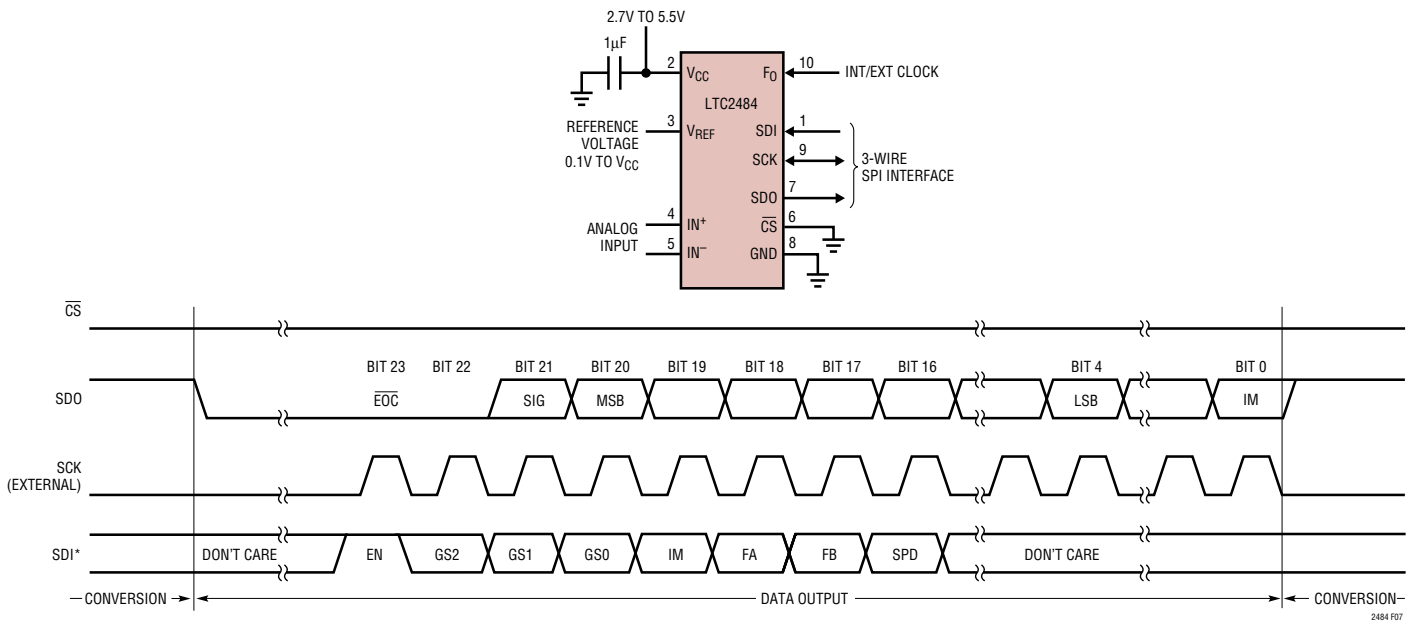 2.7V TO 5.5V
1µF
2 VCC
F0 10 INT/EXT CLOCK
LTC2484
REFERENCE
VOLTAGE
0.1V TO VCC
3 VREF
SDI 1
SCK 9
3-WIRE
SPI INTERFACE
SDO 7
ANALOG
INPUT
4 IN+
CS 6
5 IN–
GND 8
CS
BIT 23 BIT 22 BIT 21 BIT 20 BIT 19 BIT 18 BIT 17 BIT 16 BIT 4 BIT 0
SDO EOC SIG MSB LSB IM
SCK
(EXTERNAL)
SDI* DON'T CARE EN GS2 GS1 GS0 IM FA FB SPD DON'T CARE
CONVERSION DATA OUTPUT CONVERSION
2484 F07